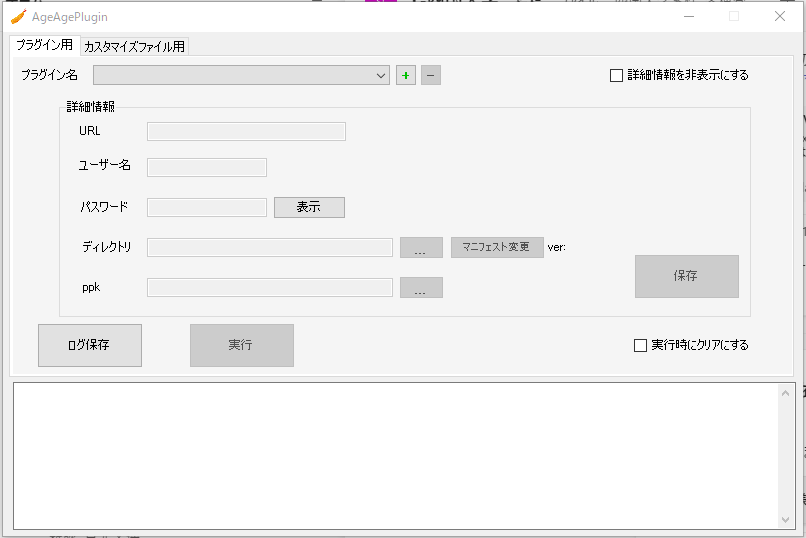 AgeAgePlugin
プラグイン用 カスタマイズファイル用
プラグイン名 + − 詳細情報を非表示にする
詳細情報
URL
ユーザー名
パスワード 表示
ディレクトリ ... マニフェスト変更 ver:
保存
ppk ...
ログ保存 実行 実行時にクリアにする